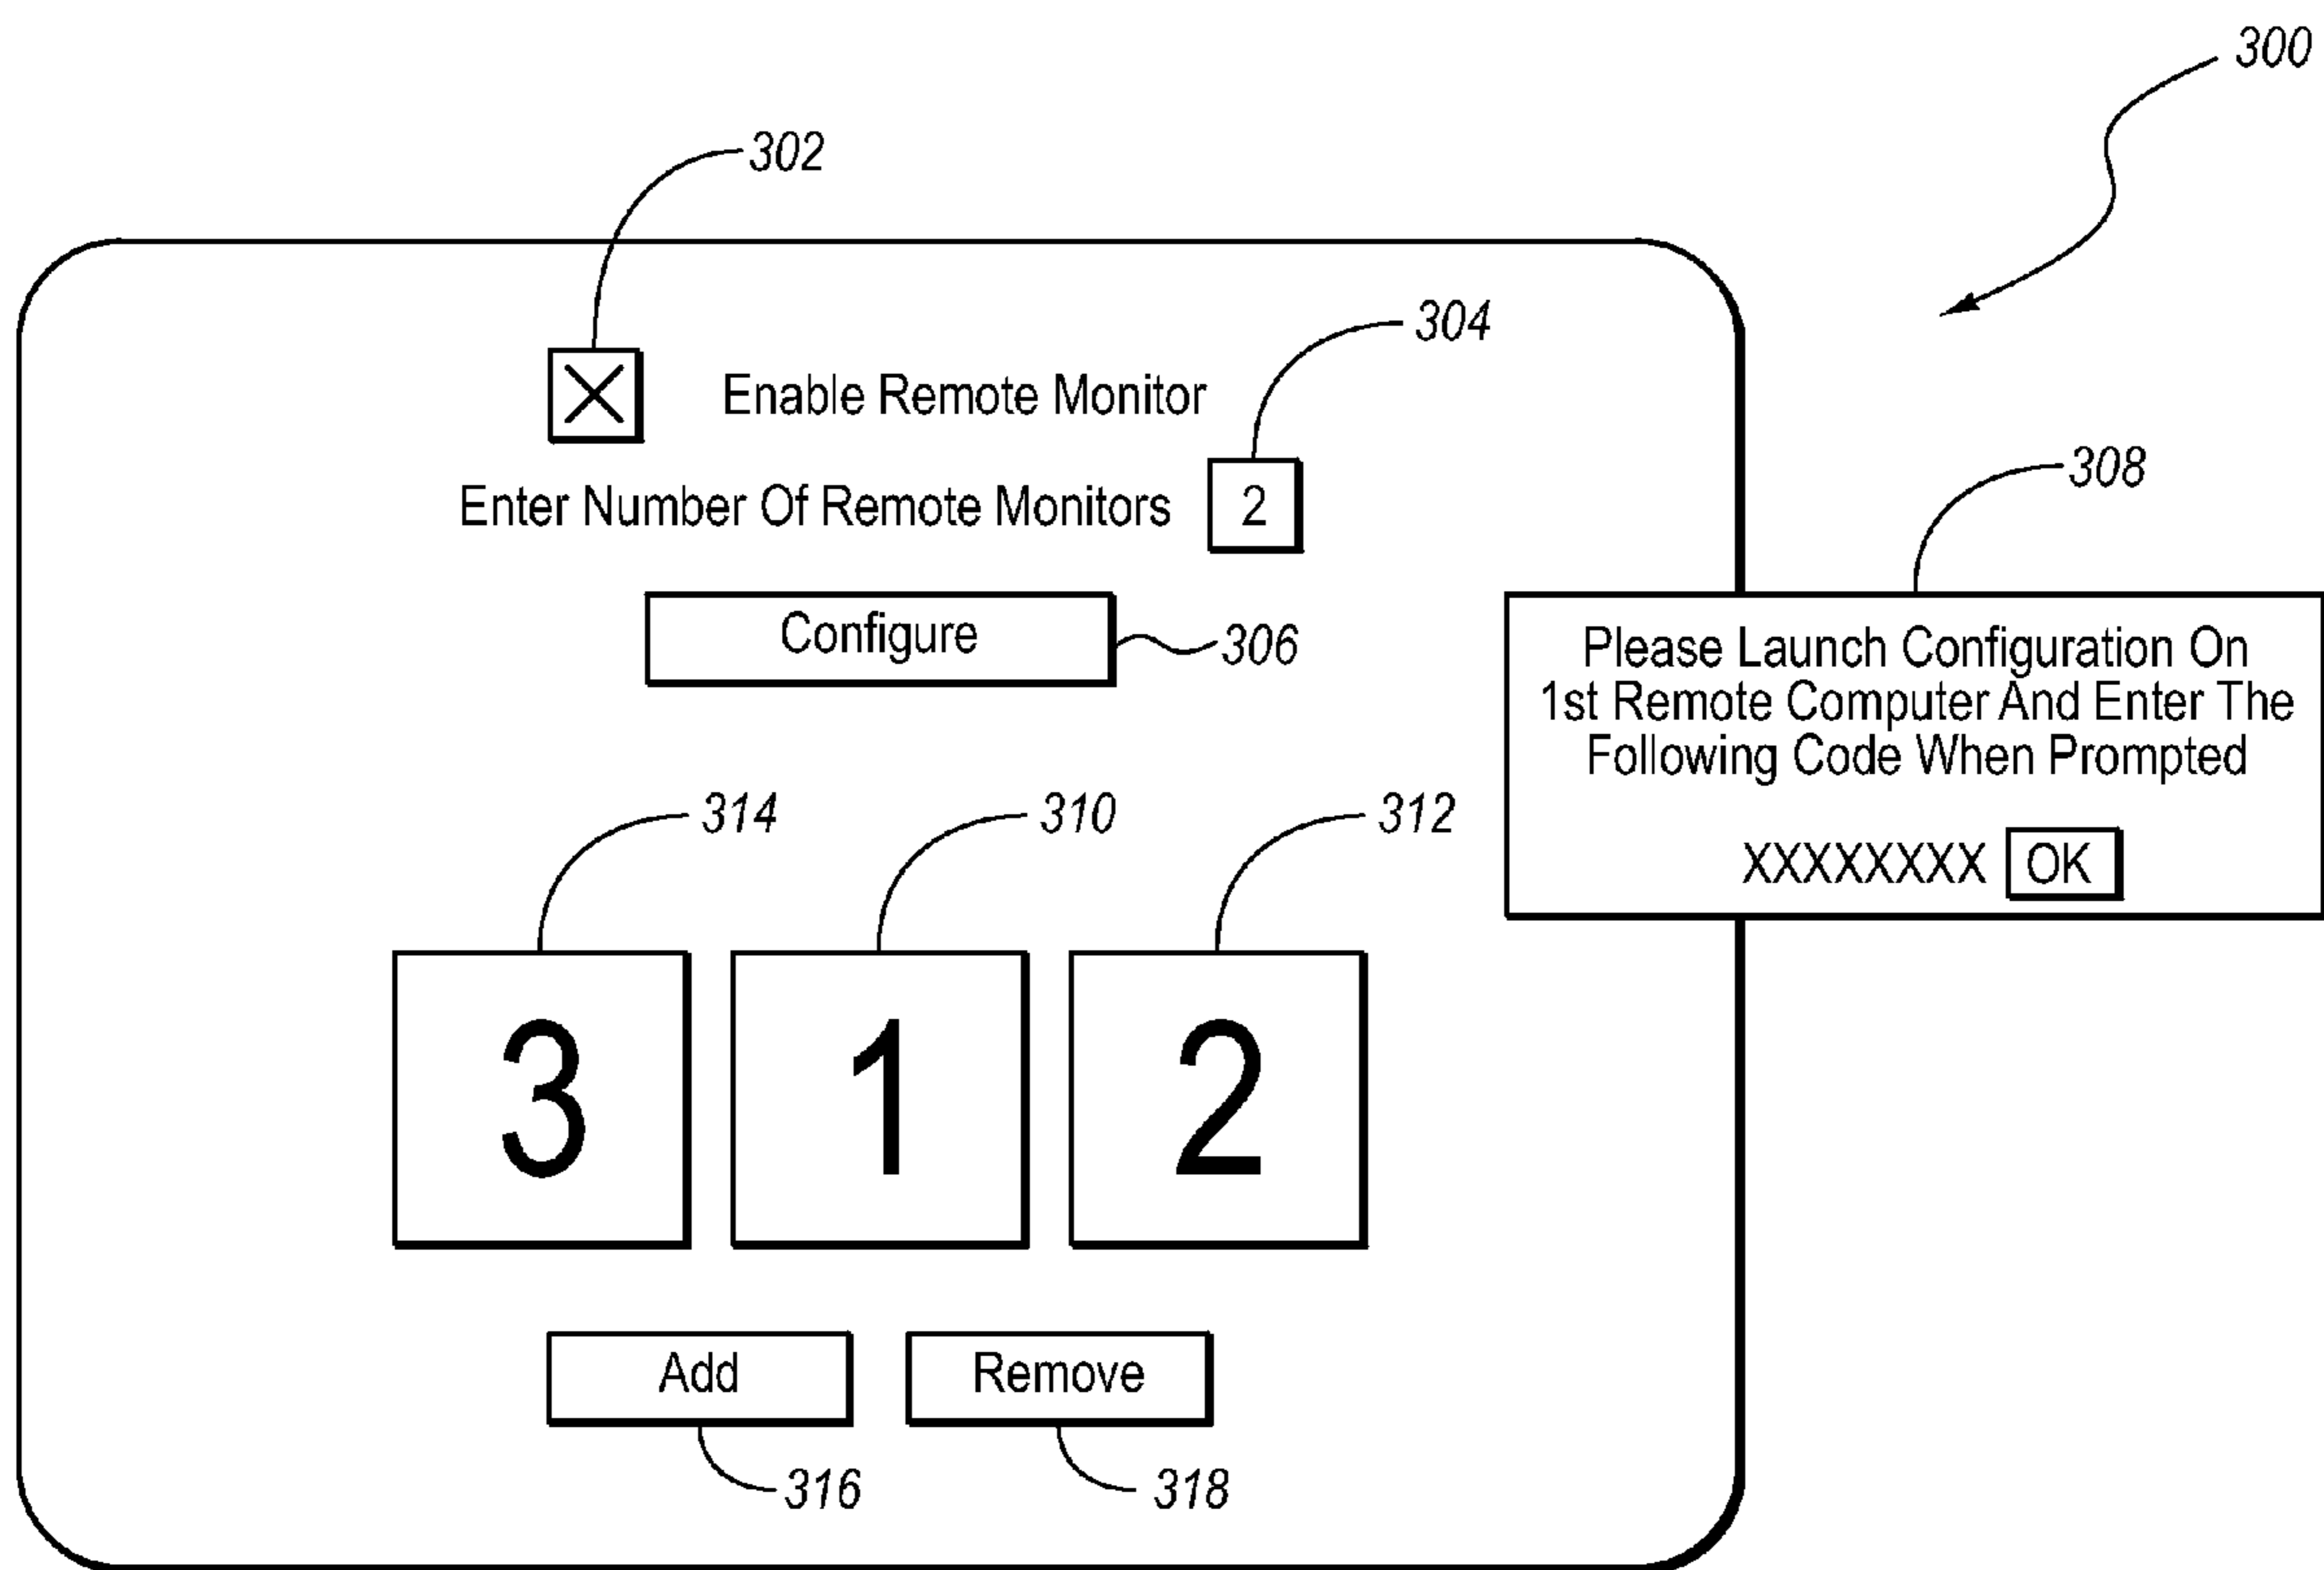 300
302
304
Enable Remote Monitor
308
Enter Number Of Remote Monitors 2
Configure
306
Please Launch Configuration On
1st Remote Computer And Enter The
Following Code When Prompted
XXXXXXXX OK
314 310 312
3 1 2
Add Remove
316 318